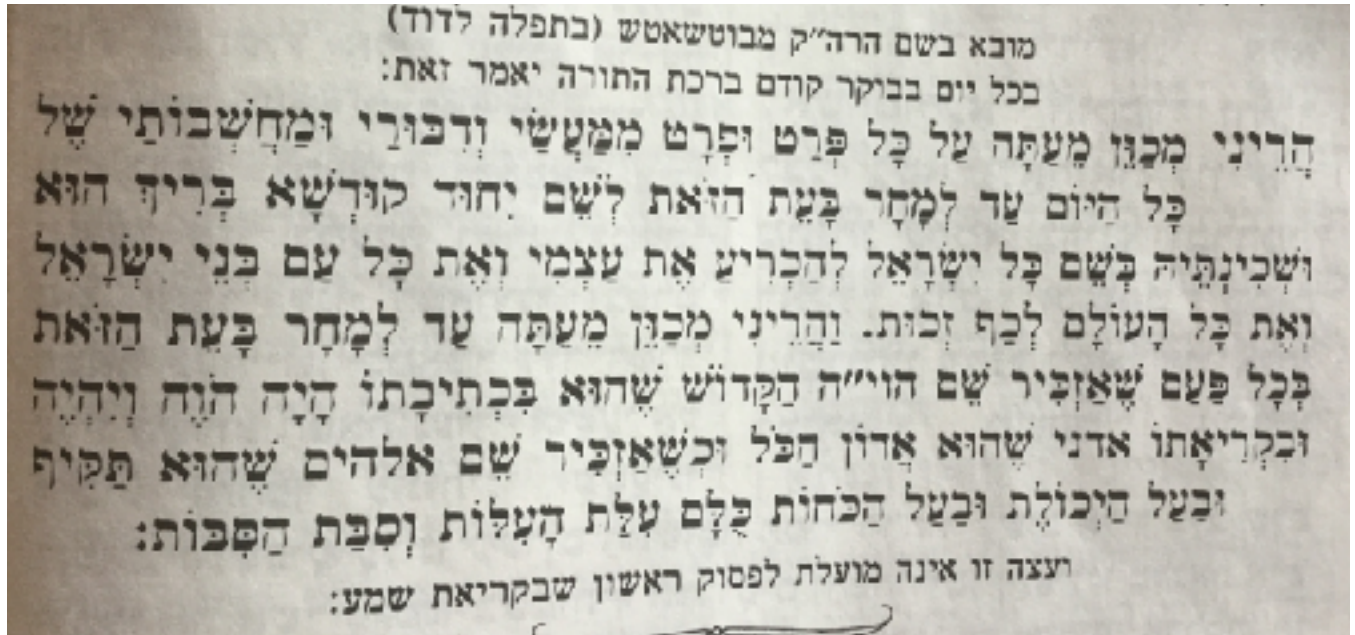 מובא בשם הרה״ק מבוטשאטש (בתפלה לדוד)
בכל יום בבוקר קודם ברכת התורה יאמר זאת:
הֲרֵינִי מְכַוֵּן מֵעַתָּה עַל כָּל פְּרַט וּפְרָט מִמַּעֲשַׂי וְדִבּוּרַי וּמַחֲשְׁבוֹתַי שֶׁל
כָּל הַיּוֹם עַד לְמָחָר בָּעֵת הַזֹּאת לְשֵׁם יִחוּד קוּדְשָׁא בְּרִיךְ הוּא
וּשְׁכִינְתֵּיהּ בְּשֵׁם כָּל יִשְׂרָאֵל לְהַכְרִיעַ אֶת עַצְמִי וְאֶת כָּל עַם בְּנֵי יִשְׂרָאֵל
וְאֶת כָּל הָעוֹלָם לְכַף זְכוּת. וַהֲרֵינִי מְכַוֵּן מֵעַתָּה עַד לְמָחָר בָּעֵת הַזֹּאת
בְּכָל פַּעַם שֶׁאַזְכִּיר שֵׁם הוי״ה הַקָּדוֹשׁ שֶׁהוּא בִּכְתִיבָתוֹ הָיָה הֹוֶה וְיִהְיֶה
וּבִקְרִיאָתוֹ אדני שֶׁהוּא אֲדוֹן הַכֹּל וּכְשֶׁאַזְכִּיר שֵׁם אלהים שֶׁהוּא תַּקִּיף
וּבַעַל הַיְכוֹלֶת וּבַעַל הַכֹּחוֹת כֻּלָּם עִלַּת הָעִלּוֹת וְסִבַּת הַסִּבּוֹת:
ועצה זו אינה מועלת לפסוק ראשון שבקריאת שמע: